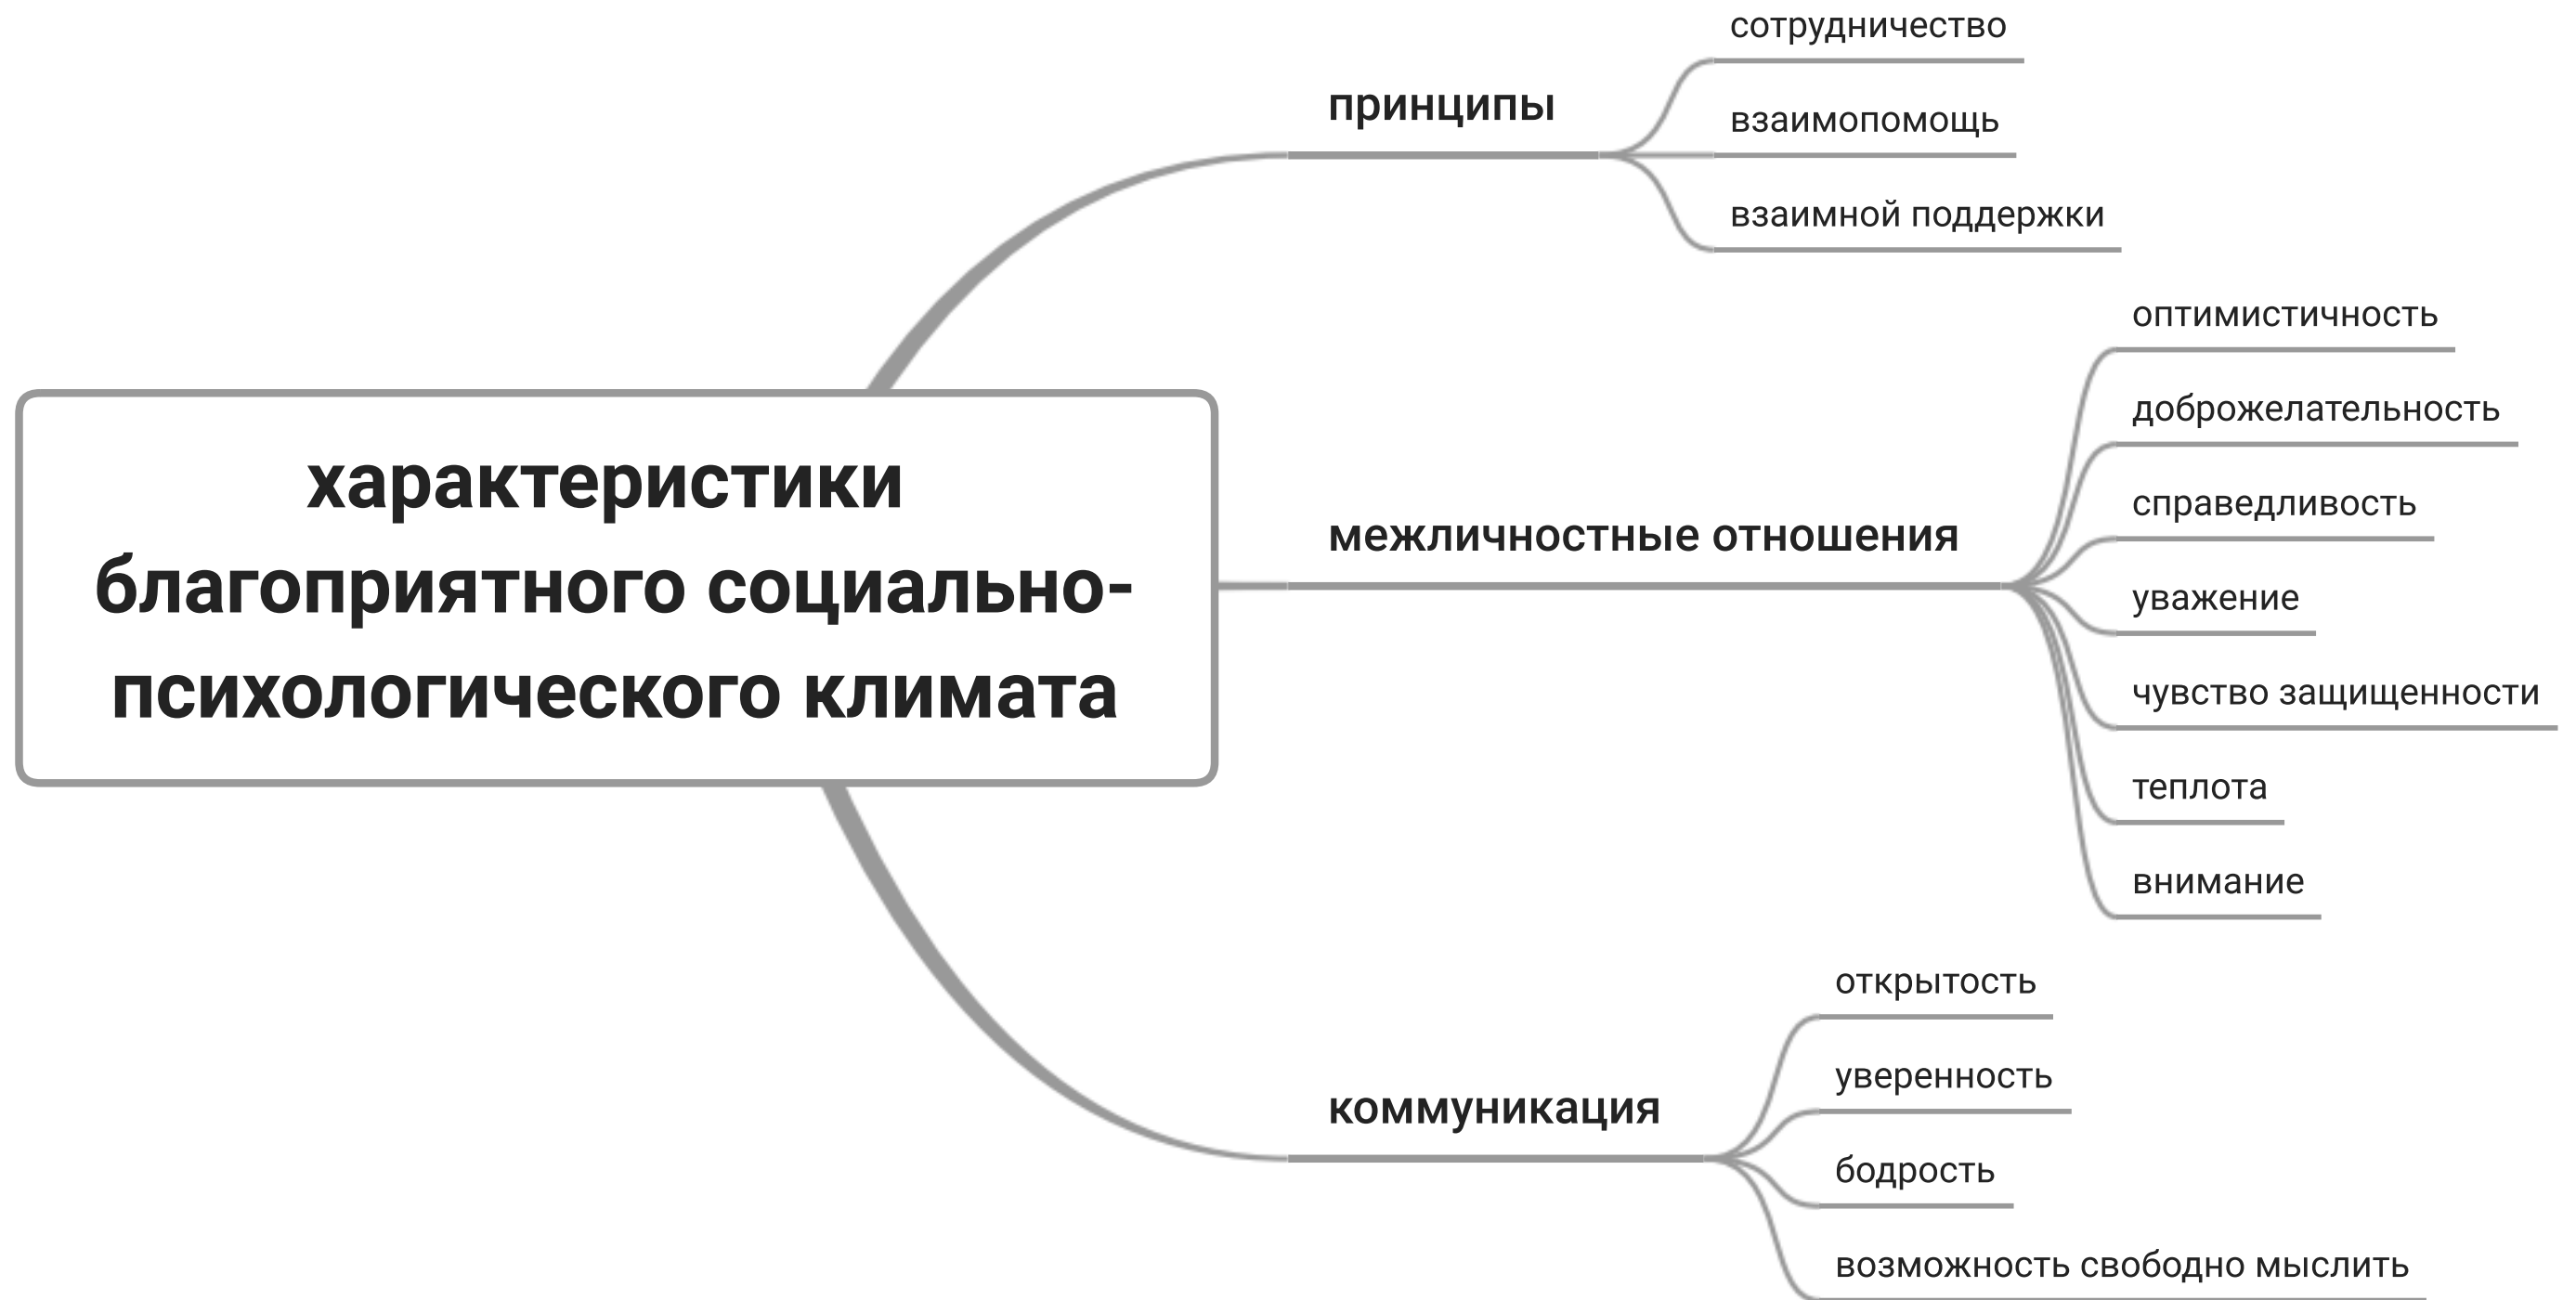 характеристики
благоприятного социально-
психологического климата
принципы
сотрудничество
взаимопомощь
взаимной поддержки
межличностные отношения
оптимистичность
доброжелательность
справедливость
уважение
чувство защищенности
теплота
внимание
коммуникация
открытость
уверенность
бодрость
возможность свободно мыслить